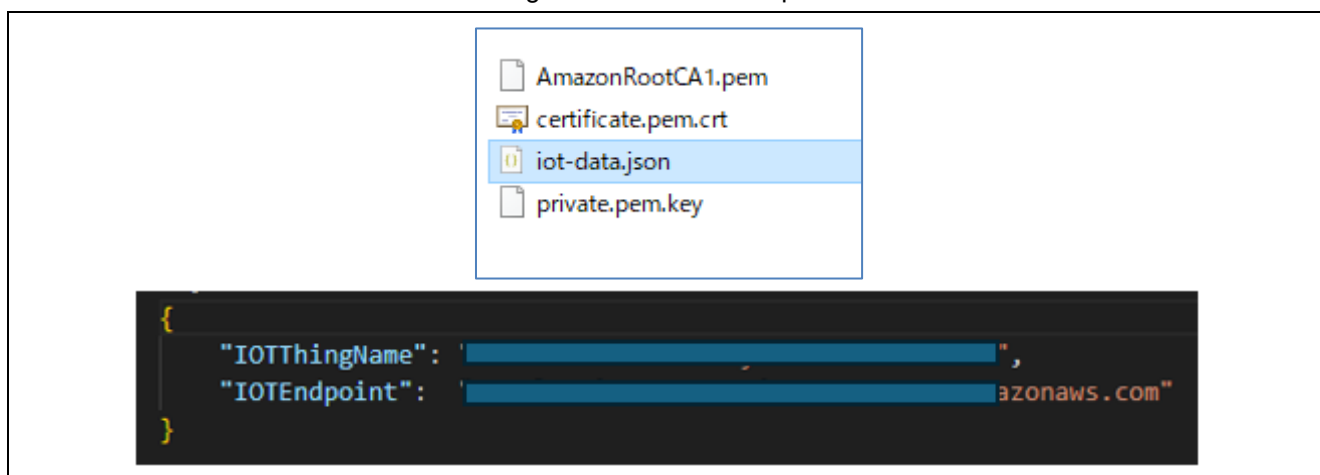 AmazonRootCA1.pem
certificate.pem.crt
iot-data.json
private.pem.key
{
"IOTThingName": ' ",
"IOTEndpoint": ' azonaws.com"
}